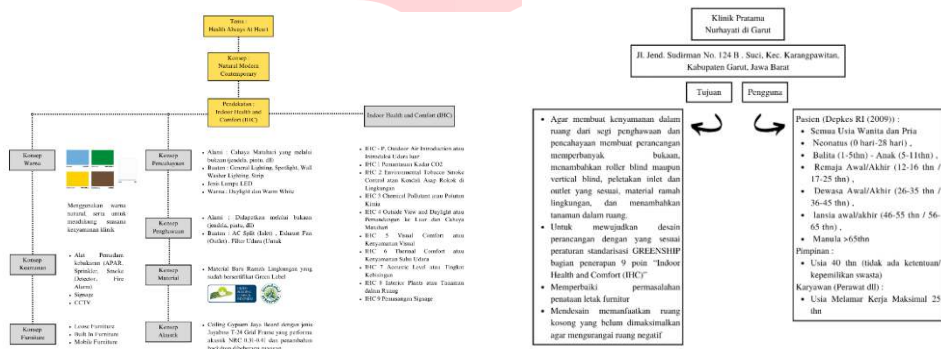 Tema :
Health Always At Heart
Konsep :
Natural Modern
Contemporary
Pendekatan :
Indoor Health and
Comfort (IHC)
Indoor Health and Comfort (IHC)
Konsep
Warna
Menggunakan warna
natural serta untuk
mendukung suasana
kenyamanan klinik
Konsep
Keamanan
• Alat Pemadam
kebakaran (APAR,
Sprinkler, Smoke
Detector, Fire
Alarm)
• Signage
• CCTV
Konsep
Furniture
• Loose Furniture
• Built In Furniture
• Mobile Furniture
Konsep
Pencahayaan
• Alami : Cahaya Matahari yang melalui
bukaan (jendela, pintu, dll)
• Buatan : General Lighting, Spotlight, Wall
Washer Lighting, Strip
• Jenis Lampu LED
• Warna : Daylight dan Warm White
Konsep
Penghawaan
• Alami : Didapatkan melalui bukaan
(jendela, pintu, dll)
• Buatan : AC Split (Inlet) , Exhaust Fan
(Outlet), Filter Udara (Untuk
Konsep
Material
• Material Baru Ramah Lingkungan yang
sudah bersertifikat Green Label
Konsep
Akustik
• Ceiling Gypsum Jaya Board dengan jenis
Jayabloc T-24 Grid Frame yang performa
akustik NRC 0.31-0.41 dan penambahan
• IHC - P. Outdoor Air Introduction atau
Introduksi Udara luar
• IHC 1 Pemantauan Kadar CO2
• IHC 2 Environmental Tobacco Smoke
Control atau Kendali Asap Rokok di
Lingkungan
• IHC 3 Chemical Pollutant atau Polutan
Kimia
• IHC 4 Outside View and Daylight atau
Pemandangan ke Luar dan Cahaya
Matahari
• IHC 5 Visual Comfort atau
Kenyamanan Visual
• IHC 6 Thermal Comfort atau
Kenyamanan Suhu Udara
• IHC 7 Acoustic Level atau Tingkat
Kebisingan
• IHC 8 Interior Plants atau Tanaman
dalam Ruang
• IHC 9 Pemasangan Signage
Klinik Pratama
Nurhayati di Garut
Jl. Jend. Sudirman No. 124 B , Suci, Kec. Karangpawitan,
Kabupaten Garut, Jawa Barat
Tujuan
Pengguna
• Agar membuat kenyamanan dalam
ruang dari segi penghawaan dan
pencahayaan membuat perancangan
memperbanyak bukaan,
menambahkan roller blind maupun
vertical blind, peletakan inlet dan
outlet yang sesuai, material ramah
lingkungan, dan menambahkan
tanaman dalam ruang.
• Untuk mewujudkan desain
perancangan dengan yang sesuai
peraturan standarisasi GREENSHIP
bagian penerapan 9 poin "Indoor
Health and Comfort (IHC)"
• Memperbaiki permasalahan
penataan letak furnitur
• Mendesain memanfaatkan ruang
kosong yang belum dimaksimalkan
agar mengurangai ruang negatif
Pasien (Depkes RI (2009)) :
• Semua Usia Wanita dan Pria
• Neonatus (0 hari-28 hari) ,
• Balita (1-5thn) - Anak (5-11thn) ,
• Remaja Awal/Akhir (12-16 thn /
17-25 thn) ,
• Dewasa Awal/Akhir (26-35 thn /
36-45 thn) ,
• lansia awal/akhir (46-55 thn / 56-
65 thn) ,
• Manula >65thn
Pimpinan :
• Usia 40 thn (tidak ada ketentuan/
kepemilikan swasta)
Karyawan (Perawat dll) :
• Usia Melamar Kerja Maksimal 25
thn